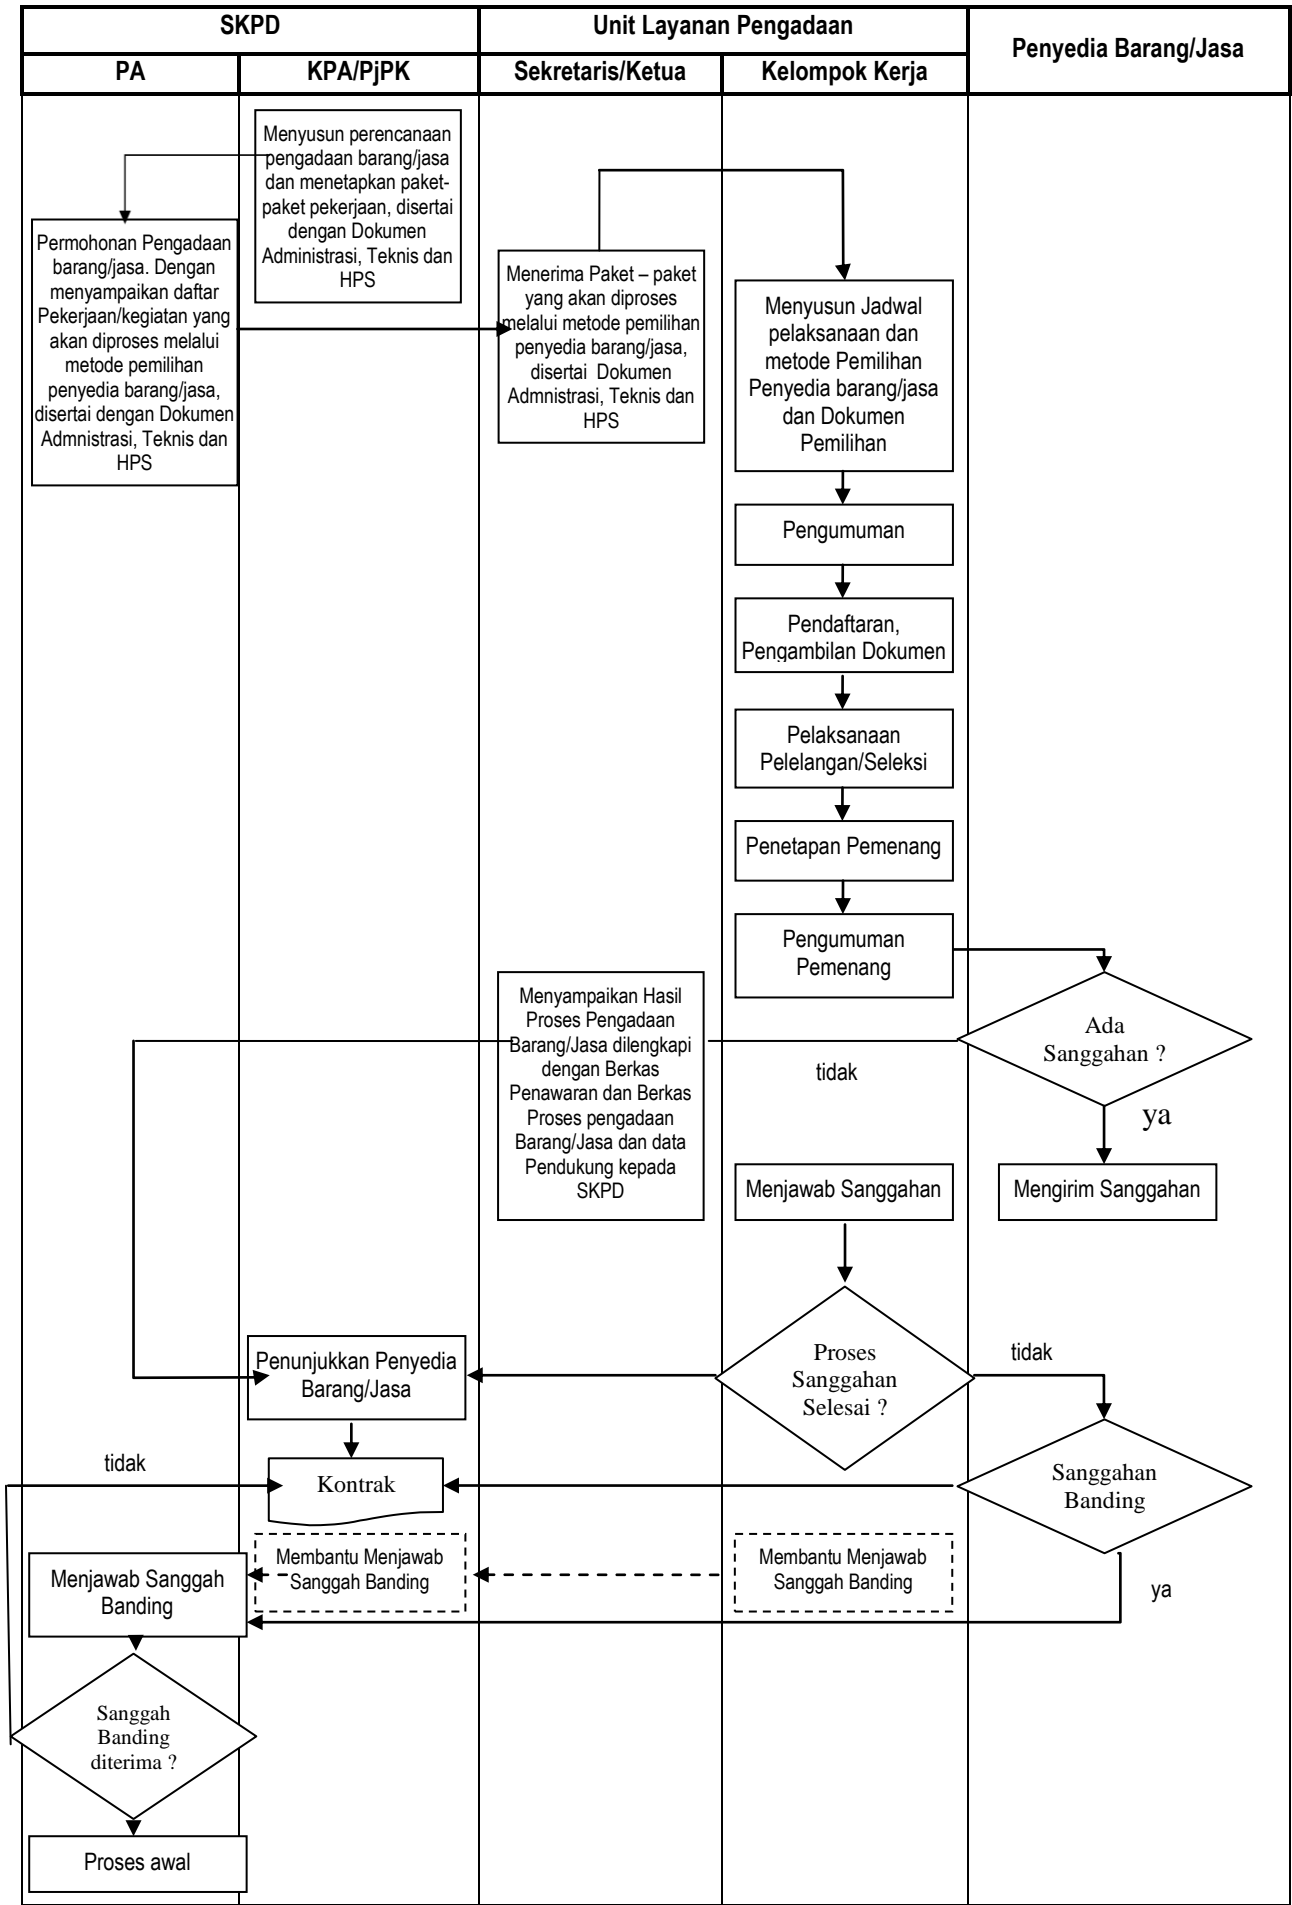 SKPD
Unit Layanan Pengadaan
Penyedia Barang/Jasa
PA
KPA/PjPK
Sekretaris/Ketua
Kelompok Kerja
Menyusun perencanaan
pengadaan barang/jasa
dan menetapkan paket-
paket pekerjaan, disertai
dengan Dokumen
Administrasi, Teknis dan
HPS
Permohonan Pengadaan
barang/jasa. Dengan
menyampaikan daftar
Pekerjaan/kegiatan yang
akan diproses melalui
metode pemilihan
penyedia barang/jasa,
disertai dengan Dokumen
Admnistrasi, Teknis dan
HPS
Menerima Paket – paket
yang akan diproses
melalui metode pemilihan
penyedia barang/jasa,
disertai Dokumen
Admnistrasi, Teknis dan
HPS
Menyusun Jadwal
pelaksanaan dan
metode Pemilihan
Penyedia barang/jasa
dan Dokumen
Pemilihan
Pengumuman
Pendaftaran,
Pengambilan Dokumen
Pelaksanaan
Pelelangan/Seleksi
Penetapan Pemenang
Pengumuman
Pemenang
Menyampaikan Hasil
Proses Pengadaan
Barang/Jasa dilengkapi
dengan Berkas
Penawaran dan Berkas
Proses pengadaan
Barang/Jasa dan data
Pendukung kepada
SKPD
Ada
Sanggahan ?
tidak
ya
Menjawab Sanggahan
Mengirim Sanggahan
Penunjukkan Penyedia
Barang/Jasa
Proses
Sanggahan
Selesai ?
tidak
tidak
Kontrak
Sanggahan
Banding
Menjawab Sanggah
Banding
Membantu Menjawab
Sanggah Banding
Membantu Menjawab
Sanggah Banding
ya
Sanggah
Banding
diterima ?
Proses awal